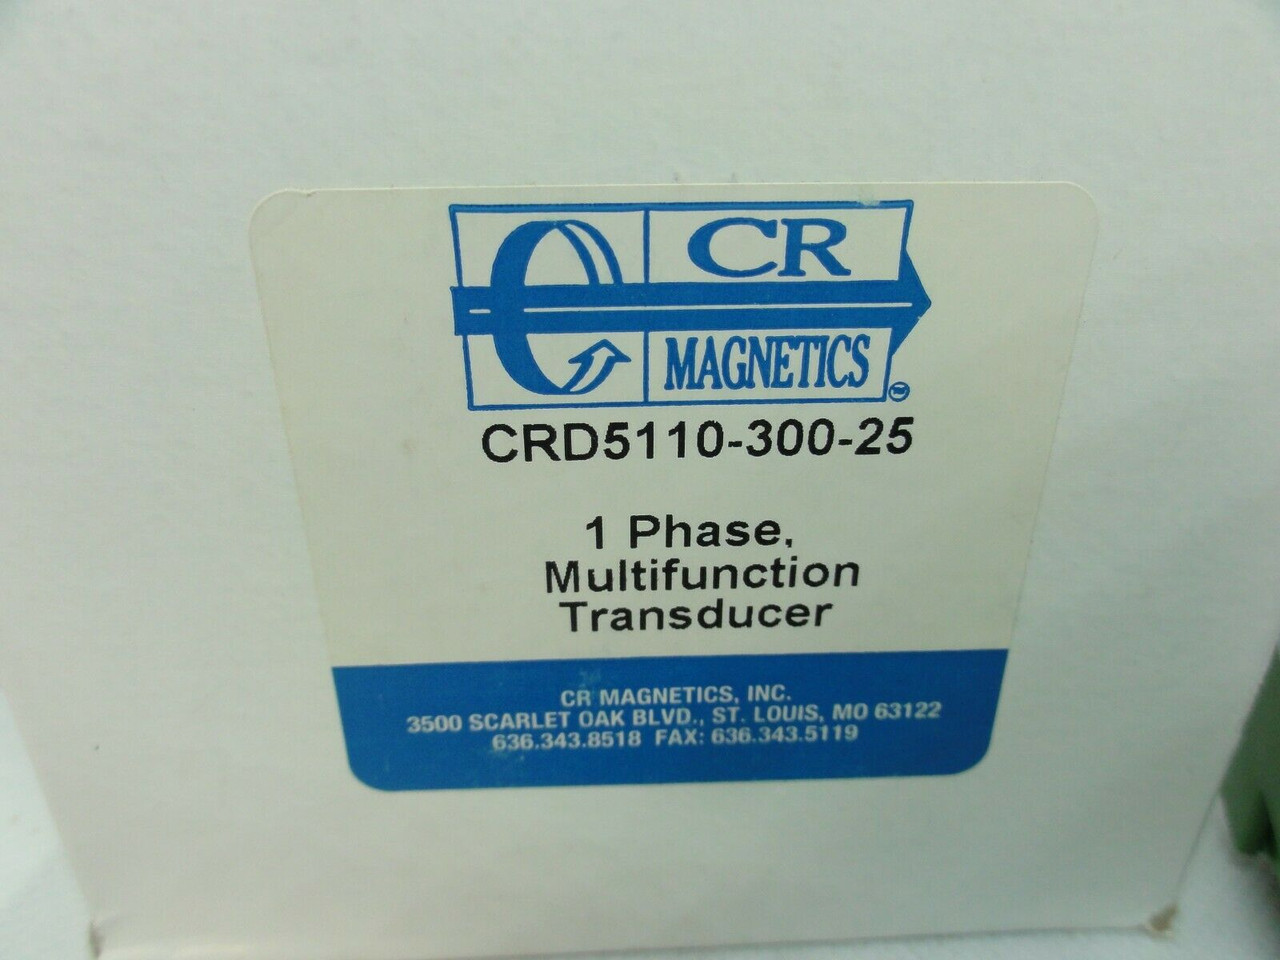 CR
MAGNETICS
CRD5110-300-25
1 Phase,
Multifunction
Transducer
CR MAGNETICS, INC.
3500 SCARLET OAK BLVD., ST. LOUIS, MO 63122
636.343.8518 FAX: 636.343.5119